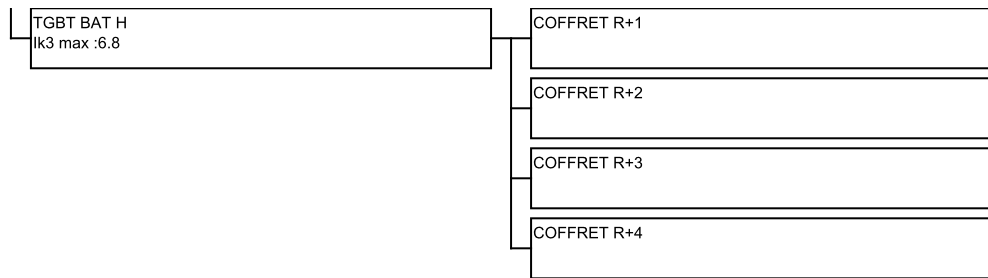 TGBT BAT H
Ik3 max :6.8
COFFRET R+1
COFFRET R+2
COFFRET R+3
COFFRET R+4